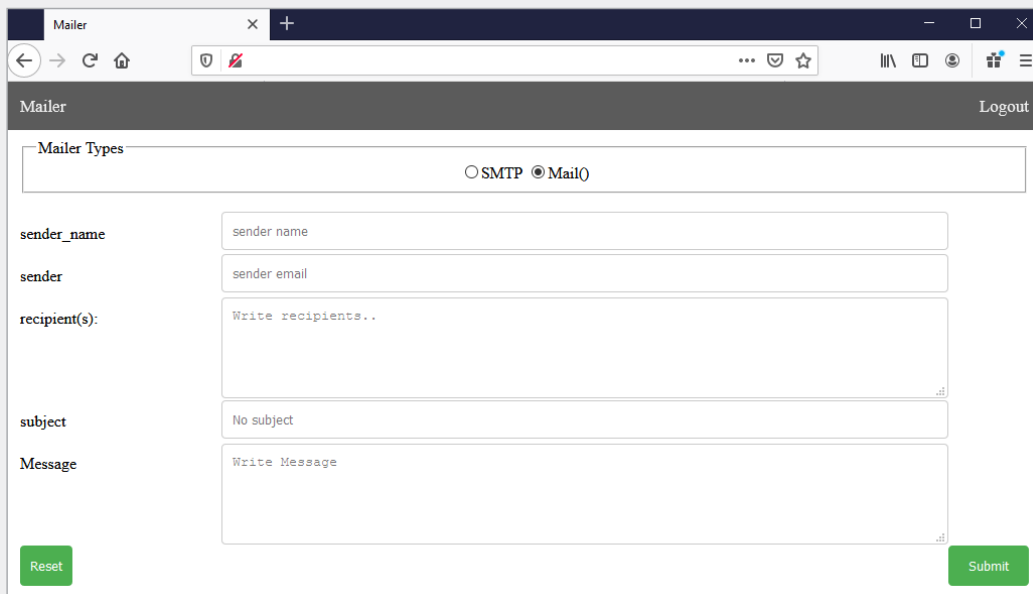 Mailer
Mailer Logout
Mailer Types
SMTP Mail()
sender_name sender name
sender sender email
recipient(s): Write recipients..
subject No subject
Message Write Message
Reset Submit